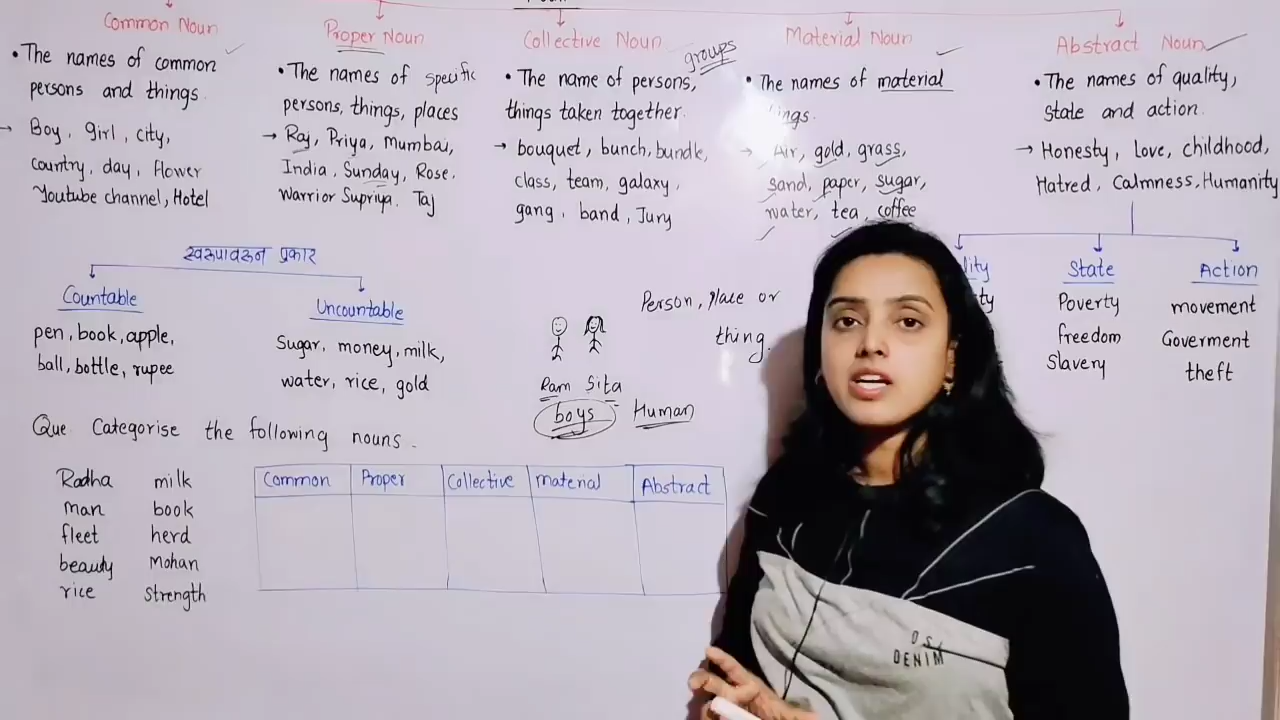 Common Noun
• The names of common
persons and things.
→ Boy, girl, city,
country, day, flower
Youtube channel, Hotel
Proper Noun
• The names of specific
persons, things, places
→ Raj, Priya, Mumbai,
India, Sunday, Rose.
Warrior Supriya. Taj
Collective Noun
groups
• The name of persons,
things taken together.
→ bouquet, bunch, bundle,
class, team, galaxy,
gang, band, Jury
Material Noun
• The names of material
→ Air, gold, grass,
sand, paper, sugar,
water, tea, coffee
Abstract Noun
• The names of quality,
State and action.
→ Honesty, Love, childhood,
Hatred, Calmness, Humanity
State
Poverty
freedom
Slavery
Action
movement
Goverment
theft
स्वरूपावरून प्रकार
Countable
pen, book, apple,
ball, bottle, rupee
Uncountable
Sugar, money, milk,
water, rice, gold
Person, place or
thing.
Ram Sita
boys Human
Que Categorise the following nouns.
Radha milk
man book
fleet herd
beauty Mohan
rice strength
Common Proper Collective material Abstract
DENIM